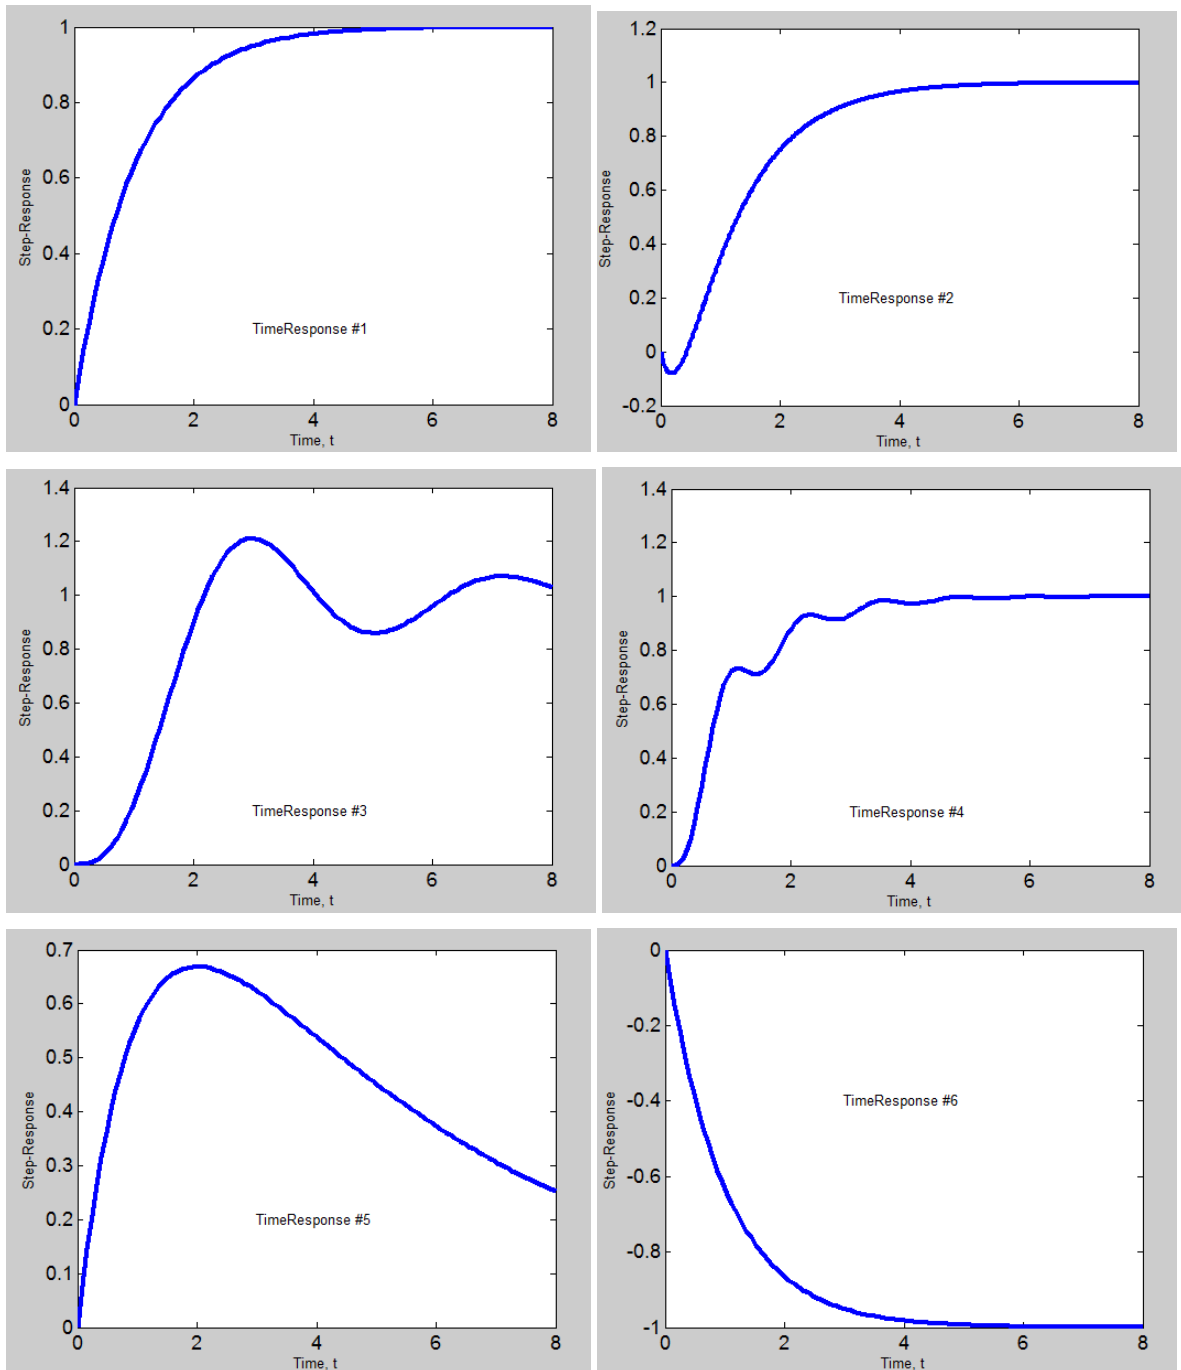 1
0.8
0.6
0.4
0.2
0
0 2 4 6 8
Step-Response
Time, t
TimeResponse #1
1.2
1
0.8
0.6
0.4
0.2
0
-0.2
0 2 4 6 8
Step-Response
Time, t
TimeResponse #2
1.4
1.2
1
0.8
0.6
0.4
0.2
0
0 2 4 6 8
Step-Response
Time, t
TimeResponse #3
1.4
1.2
1
0.8
0.6
0.4
0.2
0
0 2 4 6 8
Step-Response
Time, t
TimeResponse #4
0.7
0.6
0.5
0.4
0.3
0.2
0.1
0
0 2 4 6 8
Step-Response
Time, t
TimeResponse #5
0
-0.2
-0.4
-0.6
-0.8
-1
0 2 4 6 8
Step-Response
Time, t
TimeResponse #6